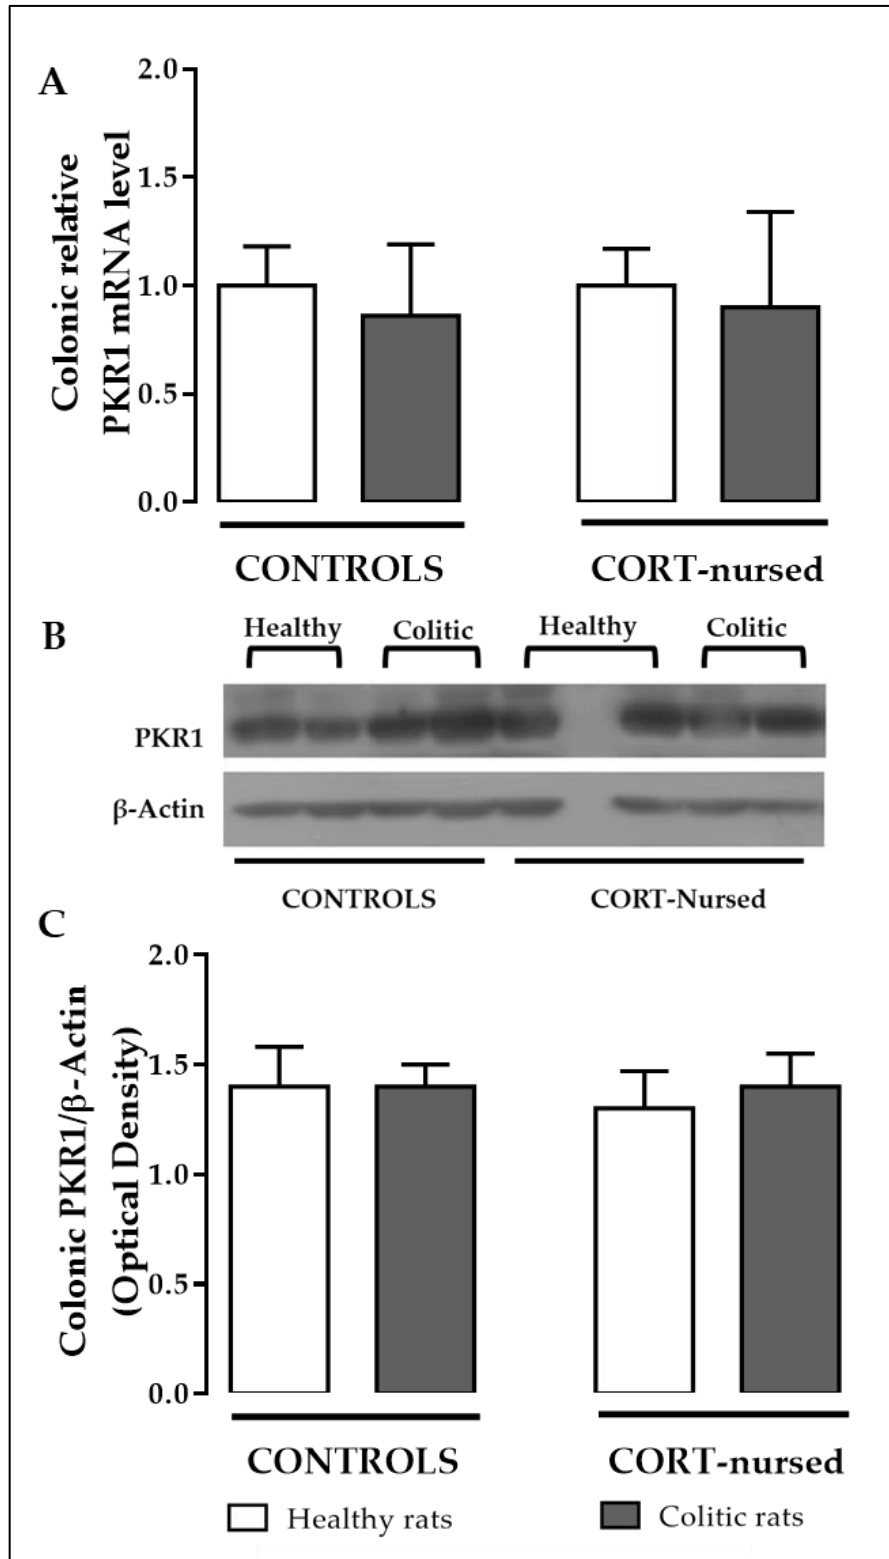 A
Colonic relative
PKR1 mRNA level
2.0
1.5
1.0
0.5
0.0
CONTROLS
CORT-nursed
B
Healthy
Colitic
Healthy
Colitic
PKR1
β-Actin
CONTROLS
CORT-Nursed
C
Colonic PKR1/β-Actin
(Optical Density)
2.0
1.5
1.0
0.5
0.0
CONTROLS
CORT-nursed
Healthy rats
Colitic rats